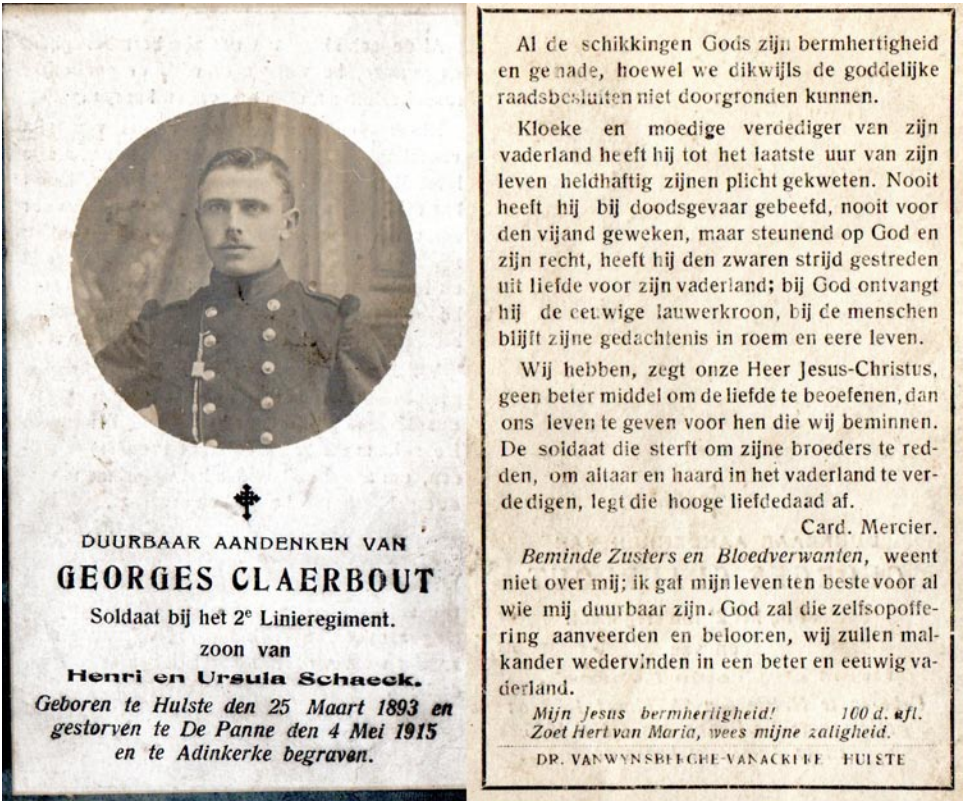 DUURBAAR AANDENKEN VAN
GEORGES CLAERBOUT
Soldaat bij het 2e Linieregiment.
zoon van
Henri en Ursula Schaeck.
Geboren te Hulste den 25 Maart 1893 en
gestorven te De Panne den 4 Mei 1915
en te Adinkerke begraven.
Al de schikkingen Gods zijn bermhertigheid
en genade, hoewel we dikwijls de goddelijke
raadsbesluiten niet doorgronden kunnen.
Kloeke en moedige verdediger van zijn
vaderland heeft hij tot het laatste uur van zijn
leven heldhaftig zijnen plicht gekweten. Nooit
heeft hij bij doodsgevaar gebeefd, nooit voor
den vijand geweken, maar steunend op God en
zijn recht, heeft hij den zwaren strijd gestreden
uit liefde voor zijn vaderland; bij God ontvangt
hij de eeuwige lauwerkroon, bij de menschen
blijft zijne gedachtenis in roem en eere leven.
Wij hebben, zegt onze Heer Jesus-Christus,
geen beter middel om de liefde te beoefenen, dan
ons leven te geven voor hen die wij beminnen.
De soldaat die sterft om zijne broeders te red-
den, om altaar en haard in het vaderland te ver-
dedigen, legt die hooge liefdedaad af.
Card. Mercier.
Beminde Zusters en Bloedverwanten, weent
niet over mij; ik gaf mijn leven ten beste voor al
wie mij duurbaar zijn. God zal die zelfsopoffe-
ring aanveerden en beloonen, wij zullen mal-
kander wedervinden in een beter en eeuwig va-
derland.
Mijn Jesus bermhertigheid! 100 d. afl.
Zoet Hert van Maria, wees mijne zaligheid.
DR. VANWYNSBERGHE-VANACKERE HULSTE